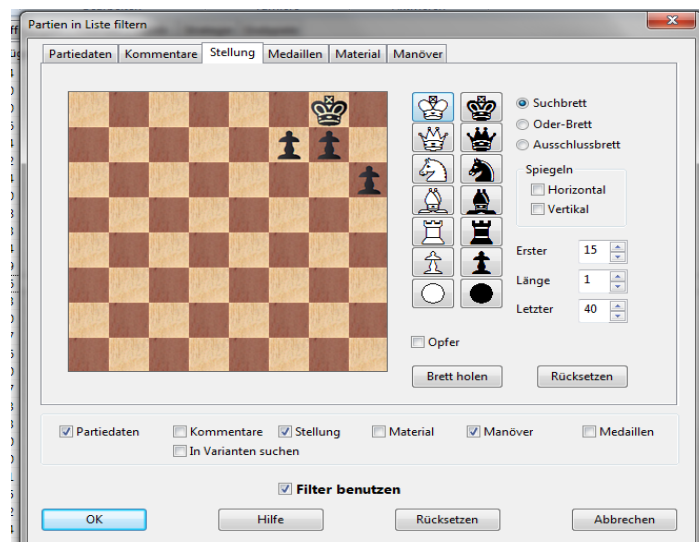 Partien in Liste filtern
Partiedaten Kommentare Stellung Medaillen Material Manöver
Suchbrett
Oder-Brett
Ausschlussbrett
Spiegeln
Horizontal
Vertikal
Erster 15
Länge 1
Letzter 40
Opfer
Brett holen Rücksetzen
Partiedaten Kommentare Stellung Material Manöver Medaillen
In Varianten suchen
Filter benutzen
OK Hilfe Rücksetzen Abbrechen